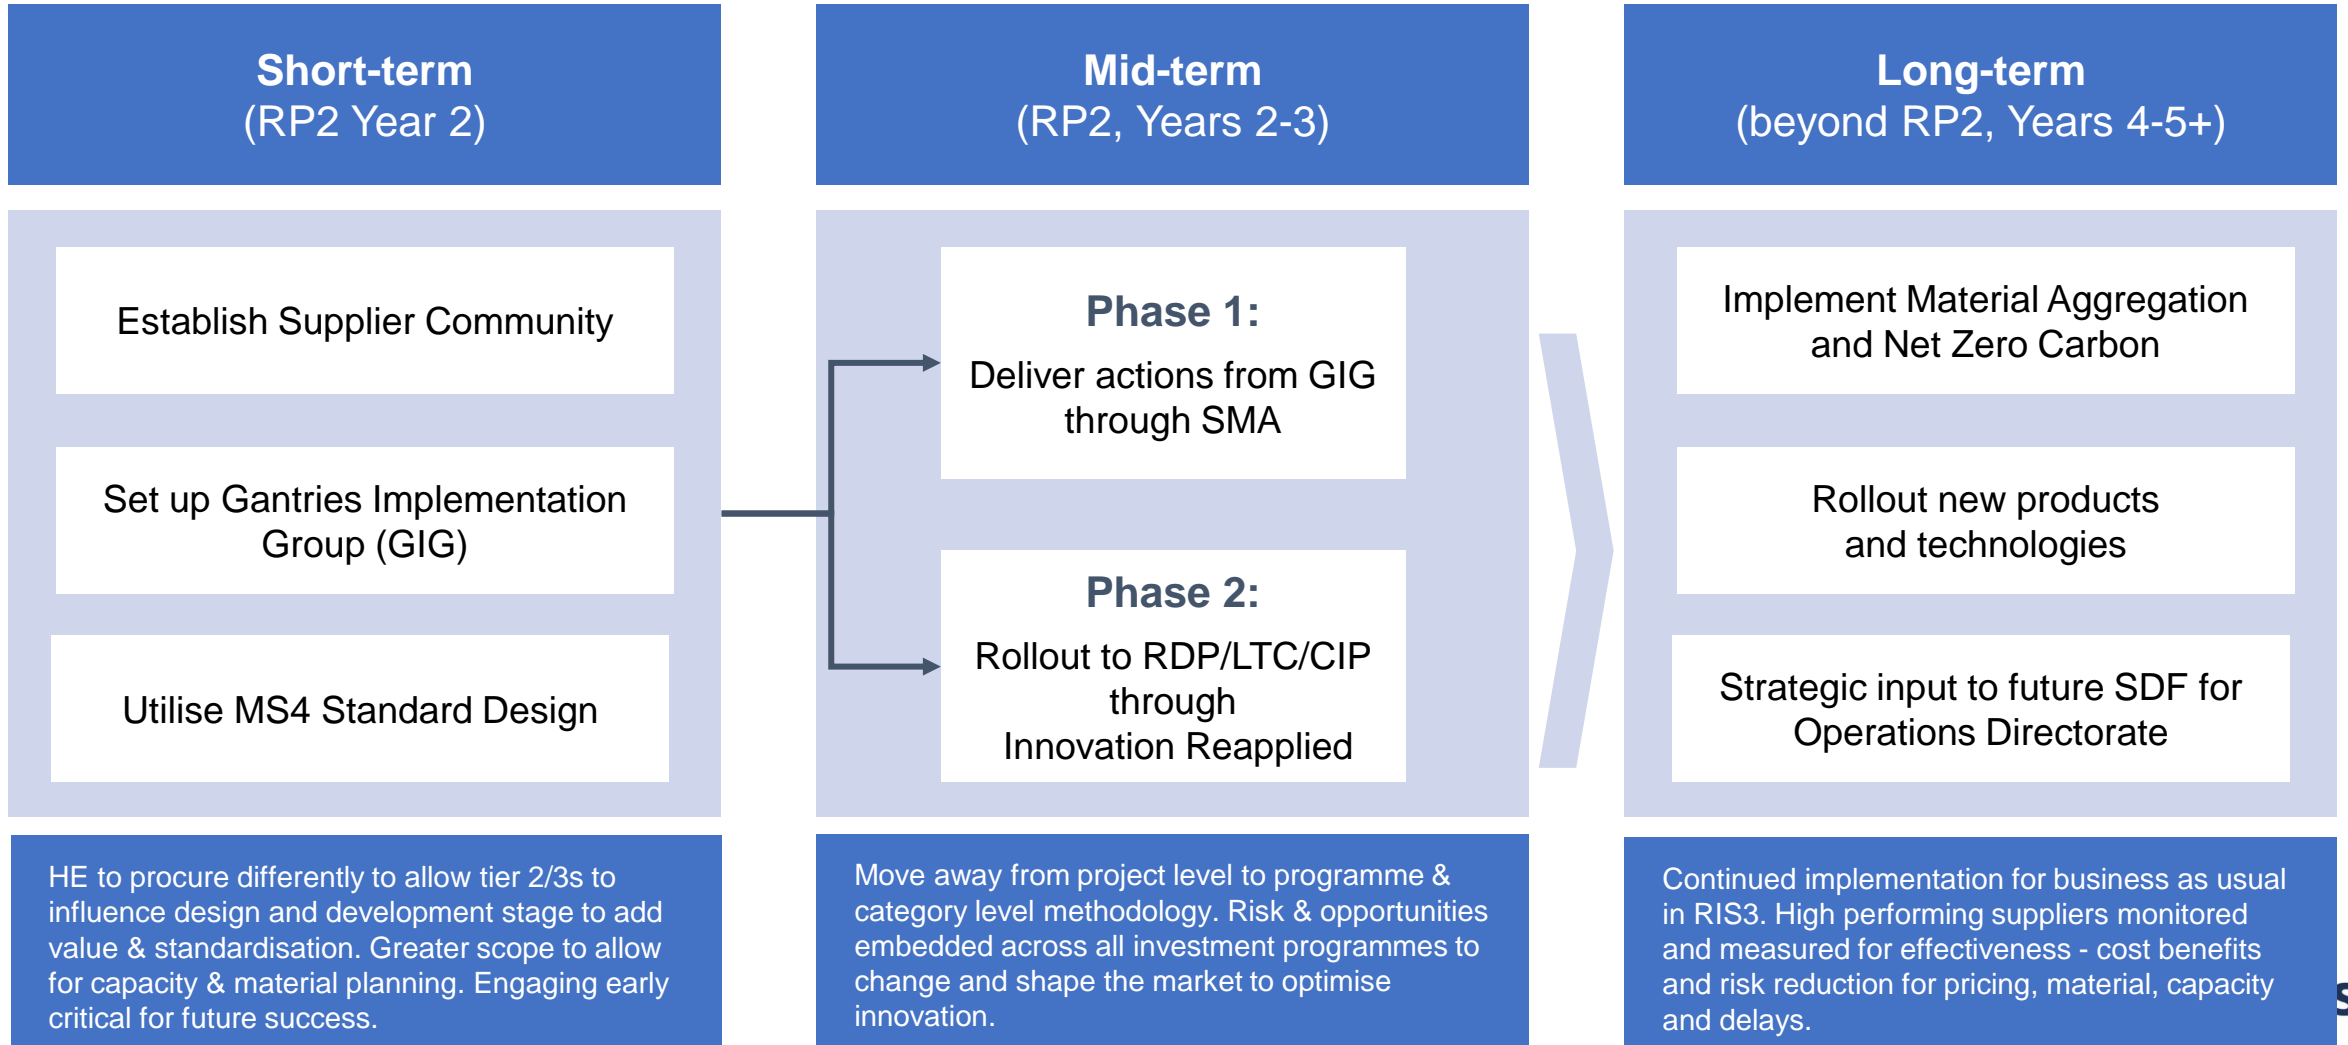 Short-term
(RP2 Year 2)
Establish Supplier Community
Set up Gantries Implementation
Group (GIG)
Utilise MS4 Standard Design
HE to procure differently to allow tier 2/3s to
influence design and development stage to add
value & standardisation. Greater scope to allow
for capacity & material planning. Engaging early
critical for future success.
Mid-term
(RP2, Years 2-3)
Phase 1:
Deliver actions from GIG
through SMA
Phase 2:
Rollout to RDP/LTC/CIP
through
Innovation Reapplied
Move away from project level to programme &
category level methodology. Risk & opportunities
embedded across all investment programmes to
change and shape the market to optimise
innovation.
Long-term
(beyond RP2, Years 4-5+)
Implement Material Aggregation
and Net Zero Carbon
Rollout new products
and technologies
Strategic input to future SDF for
Operations Directorate
Continued implementation for business as usual
in RIS3. High performing suppliers monitored
and measured for effectiveness - cost benefits
and risk reduction for pricing, material, capacity
and delays.